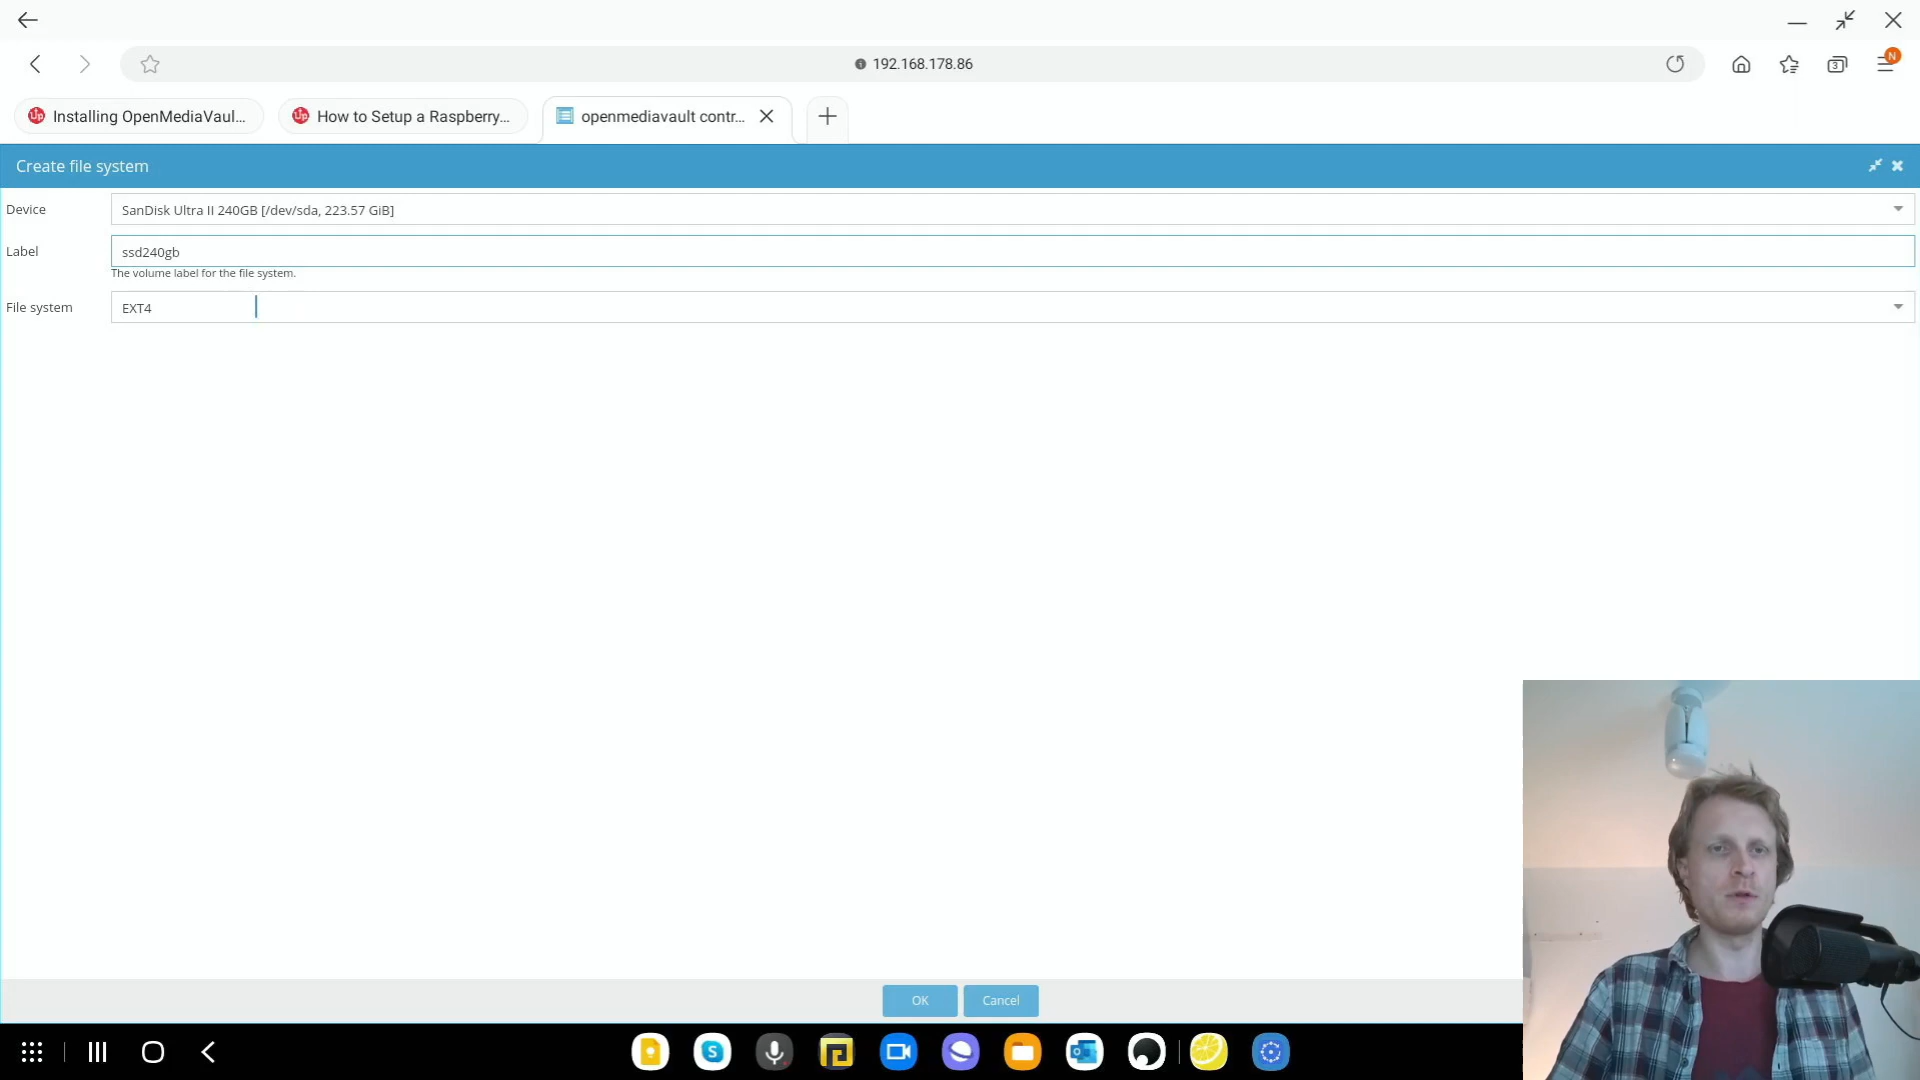 192.168.178.86
N
3
Installing OpenMediaVaul...
How to Setup a Raspberry...
openmediavault contr...
Create file system
Device
SanDisk Ultra II 240GB [/dev/sda, 223.57 GiB]
Label
ssd240gb
The volume label for the file system.
File system
EXT4
OK
Cancel